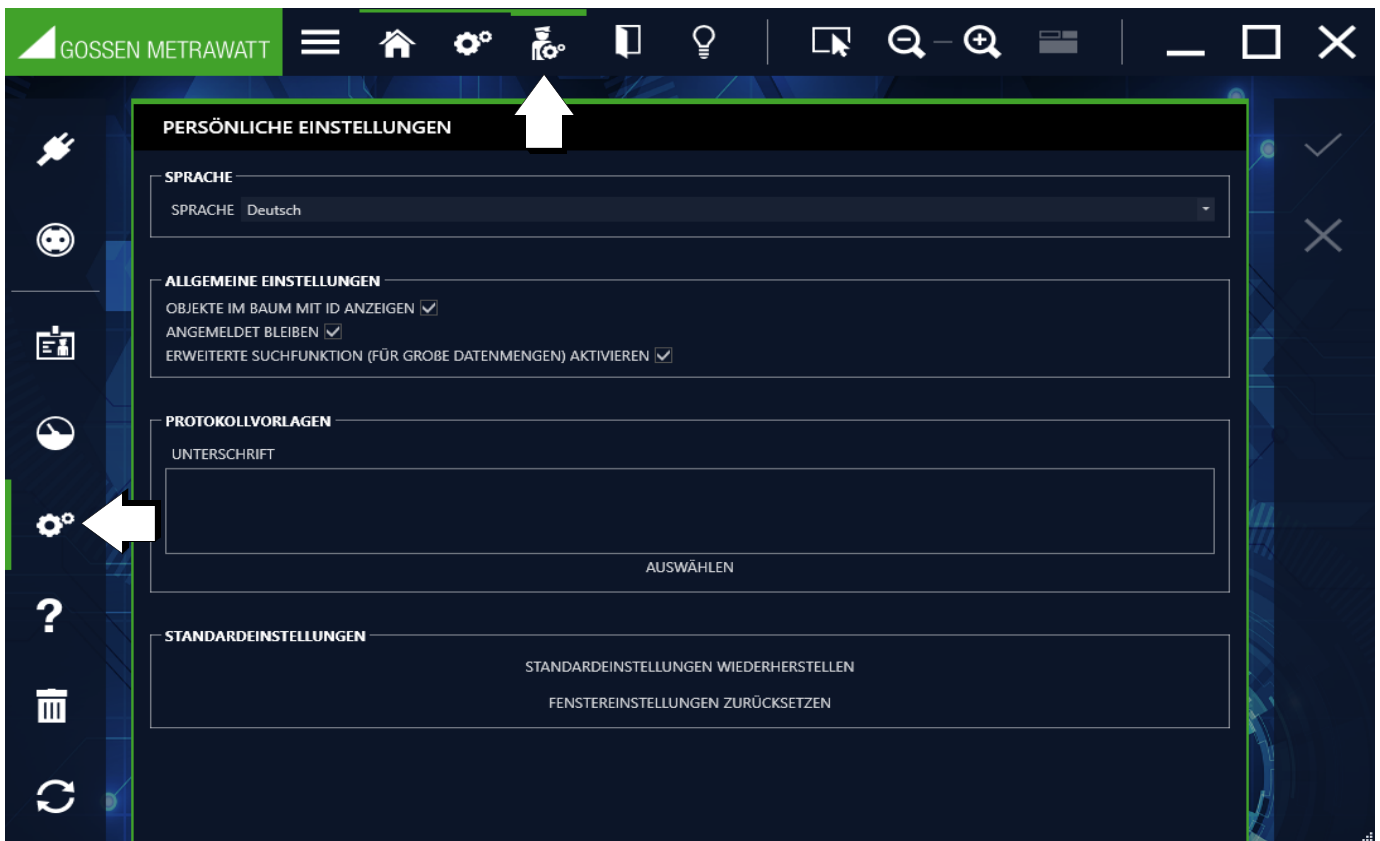 GOSSEN METRAWATT
PERSÖNLICHE EINSTELLUNGEN
SPRACHE
SPRACHE Deutsch
ALLGEMEINE EINSTELLUNGEN
OBJEKTE IM BAUM MIT ID ANZEIGEN
ANGEMELDET BLEIBEN
ERWEITERTE SUCHFUNKTION (FÜR GROßE DATENMENGEN) AKTIVIEREN
PROTOKOLLVORLAGEN
UNTERSCHRIFT
AUSWÄHLEN
STANDARDEINSTELLUNGEN
STANDARDEINSTELLUNGEN WIEDERHERSTELLEN
FENSTEREINSTELLUNGEN ZURÜCKSETZEN
?